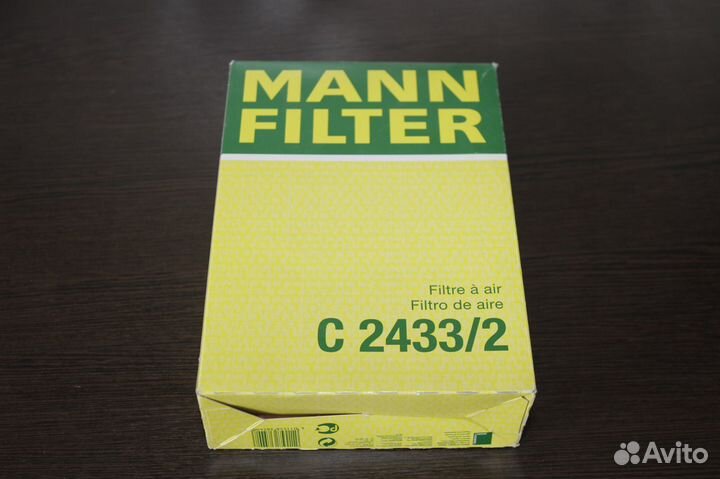 MANN
FILTER
Filtre à air
Filtro de aire
C 2433/2
Avito